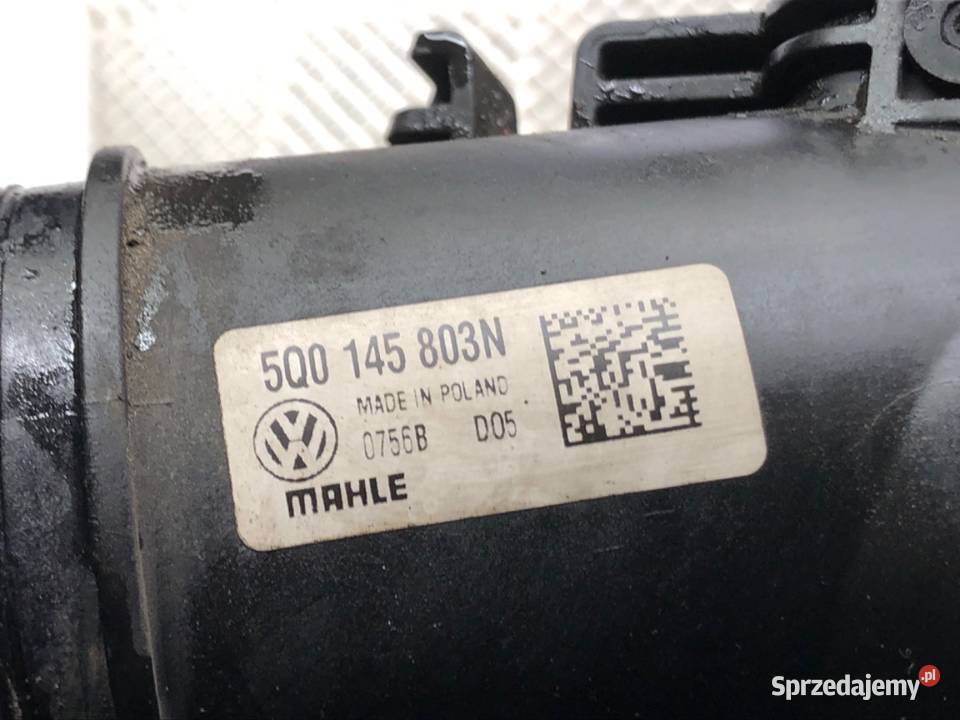 5Q0 145 803N
MADE IN POLAND
0756B D05
MAHLE
Sprzedajemy.pl